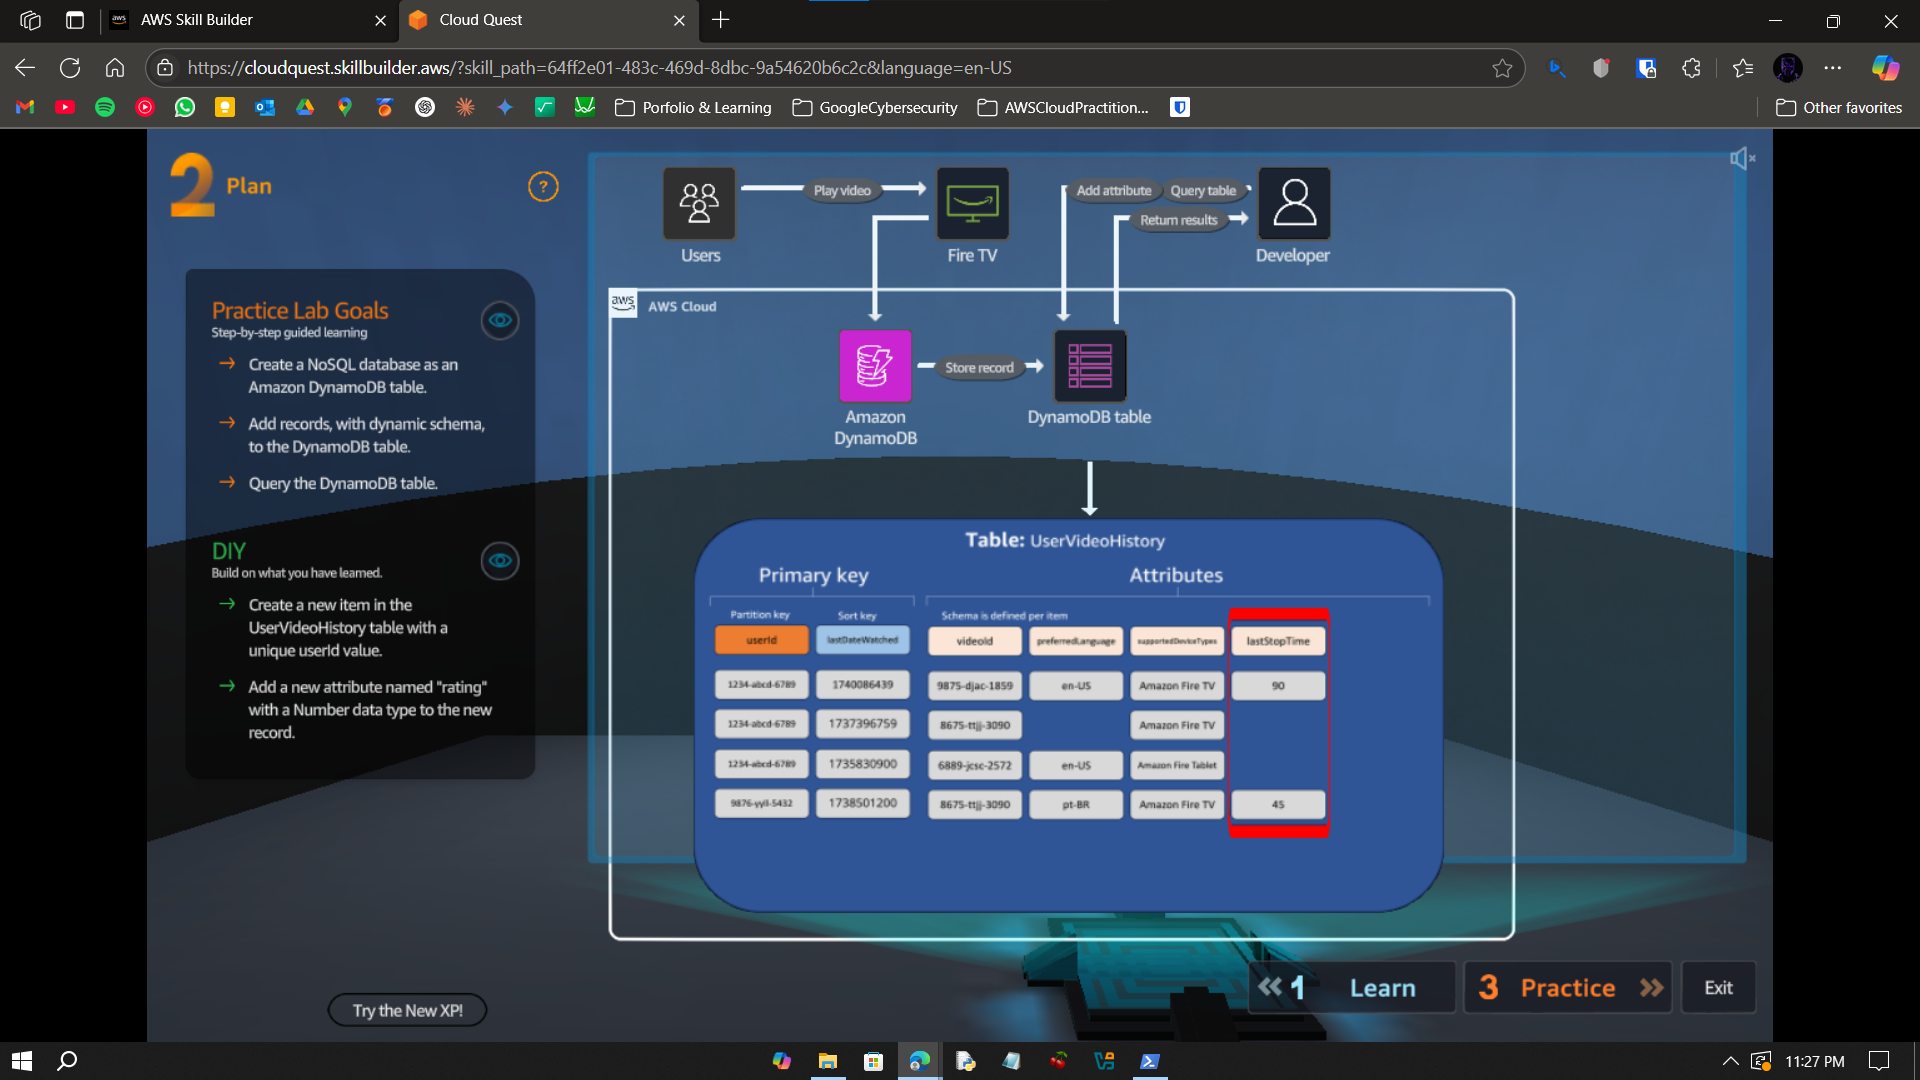 AWS Skill Builder
Cloud Quest
https://cloudquest.skillbuilder.aws/?skill_path=64ff2e01-483c-469d-8dbc-9a54620b6c2c&language=en-US
Porfolio & Learning
GoogleCybersecurity
AWSCloudPractition...
Other favorites
2 Plan
?
Practice Lab Goals
Step-by-step guided learning
Create a NoSQL database as an
Amazon DynamoDB table.
Add records, with dynamic schema,
to the DynamoDB table.
Query the DynamoDB table.
DIY
Build on what you have learned.
Create a new item in the
UserVideoHistory table with a
unique userId value.
Add a new attribute named "rating"
with a Number data type to the new
record.
Try the New XP!
Play video
Add attribute
Query table
Return results
Users
Fire TV
Developer
aws
AWS Cloud
Store record
Amazon
DynamoDB
DynamoDB table
Table: UserVideoHistory
Primary key
Attributes
Partition key
Sort key
Schema is defined per item
userId
lastDateWatched
videoId
preferredLanguage
supportedDeviceTypes
lastStopTime
1234-abcd-6789
1740086439
9875-djac-1859
en-US
Amazon Fire TV
90
1234-abcd-6789
1737396759
8675-ttjj-3090
Amazon Fire TV
1234-abcd-6789
1735830900
6889-jcsc-2572
en-US
Amazon Fire Tablet
9876-yyll-5432
1738501200
8675-ttjj-3090
pt-BR
Amazon Fire TV
45
1 Learn
3 Practice
Exit
11:27 PM